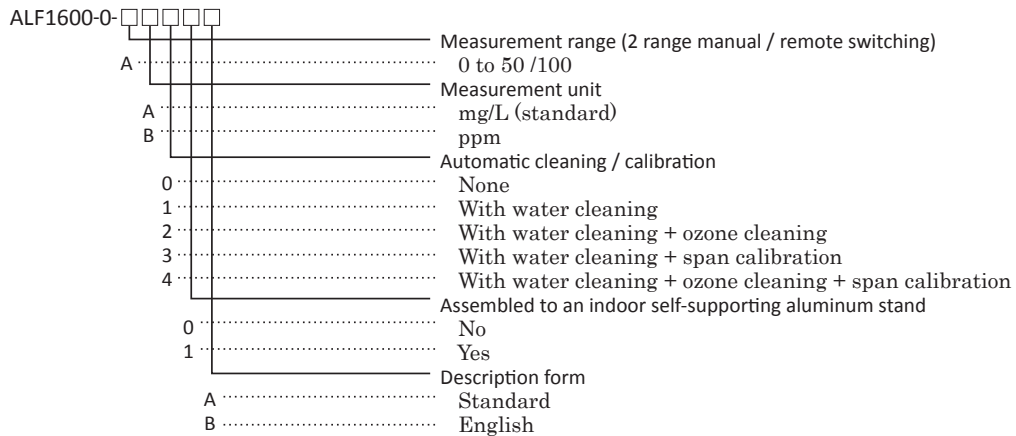 ALF1600-0-□□□□□
Measurement range (2 range manual / remote switching)
A 0 to 50 /100
Measurement unit
A mg/L (standard)
B ppm
Automatic cleaning / calibration
0 None
1 With water cleaning
2 With water cleaning + ozone cleaning
3 With water cleaning + span calibration
4 With water cleaning + ozone cleaning + span calibration
Assembled to an indoor self-supporting aluminum stand
0 No
1 Yes
Description form
A Standard
B English